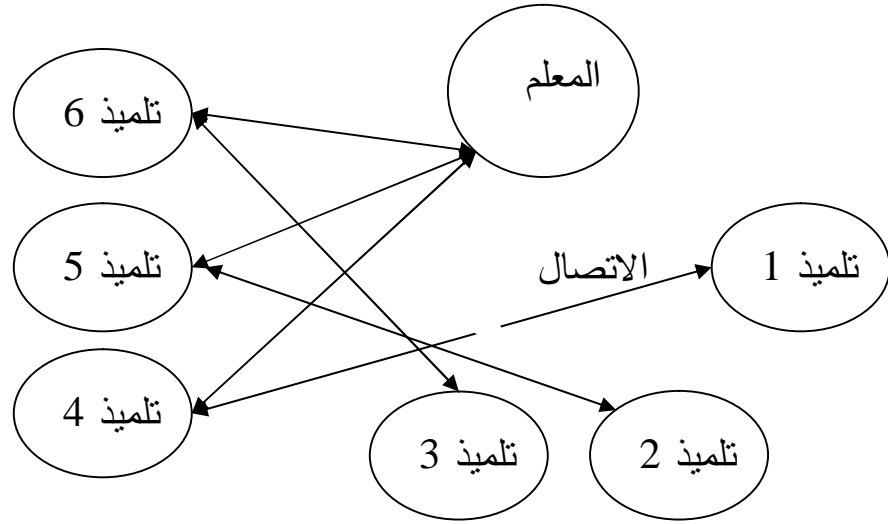 المعلم
تلميذ 6
تلميذ 5
الاتصال
تلميذ 1
تلميذ 4
تلميذ 3
تلميذ 2